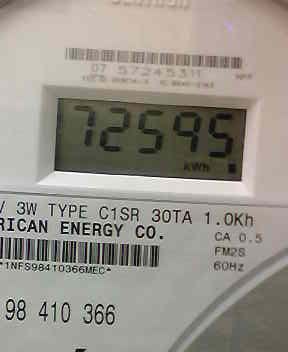 07 57245311
72595
kWh
V 3W TYPE C1SR 30TA 1.0Kh
RICAN ENERGY CO.
CA 0.5
FM2S
60Hz
*1NFS98410366MEC*
98 410 366